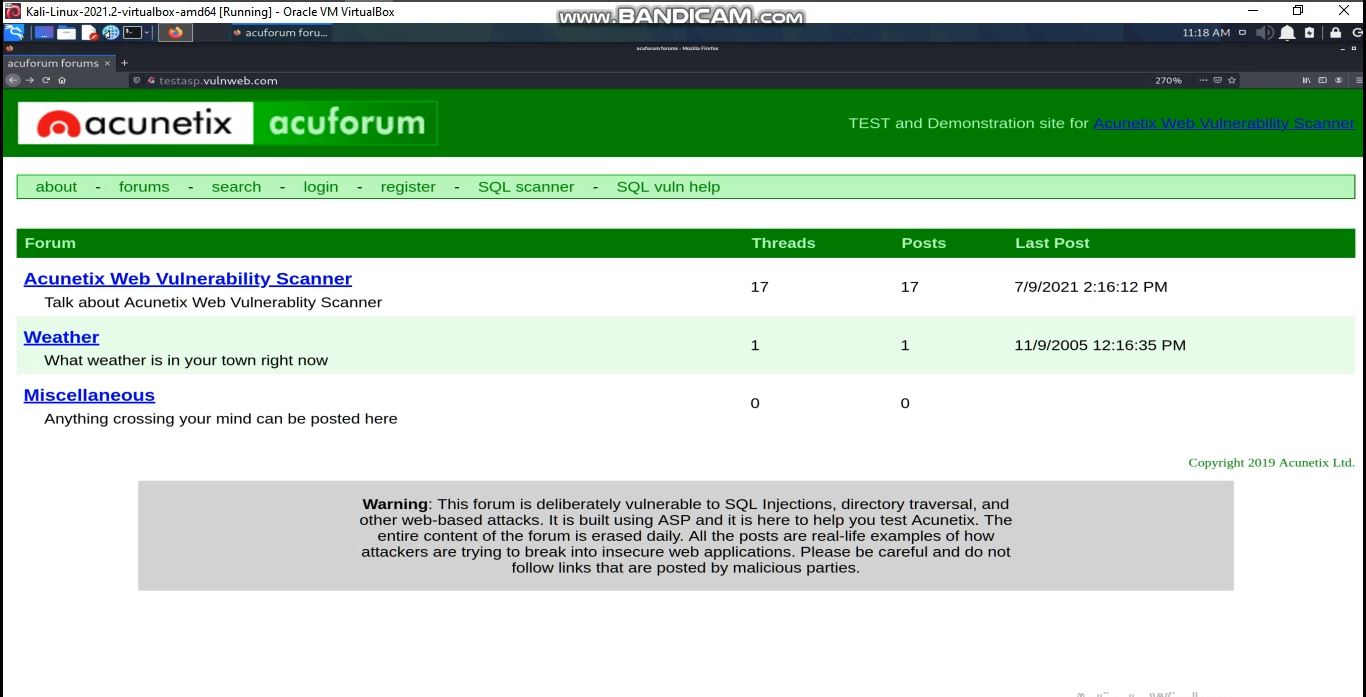 Kali-Linux-2021.2-virtualbox-amd64 [Running] - Oracle VM VirtualBox
www.BANDICAM.com
acuforum foru...
11:18 AM
acuforum forums - Mozilla Firefox
acuforum forums
testasp.vulnweb.com
270%
acunetix acuforum
TEST and Demonstration site for Acunetix Web Vulnerability Scanner
about - forums - search - login - register - SQL scanner - SQL vuln help
Forum Threads Posts Last Post
Acunetix Web Vulnerability Scanner
Talk about Acunetix Web Vulnerablity Scanner
17 17 7/9/2021 2:16:12 PM
Weather
What weather is in your town right now
1 1 11/9/2005 12:16:35 PM
Miscellaneous
Anything crossing your mind can be posted here
0 0
Copyright 2019 Acunetix Ltd.
Warning: This forum is deliberately vulnerable to SQL Injections, directory traversal, and
other web-based attacks. It is built using ASP and it is here to help you test Acunetix. The
entire content of the forum is erased daily. All the posts are real-life examples of how
attackers are trying to break into insecure web applications. Please be careful and do not
follow links that are posted by malicious parties.